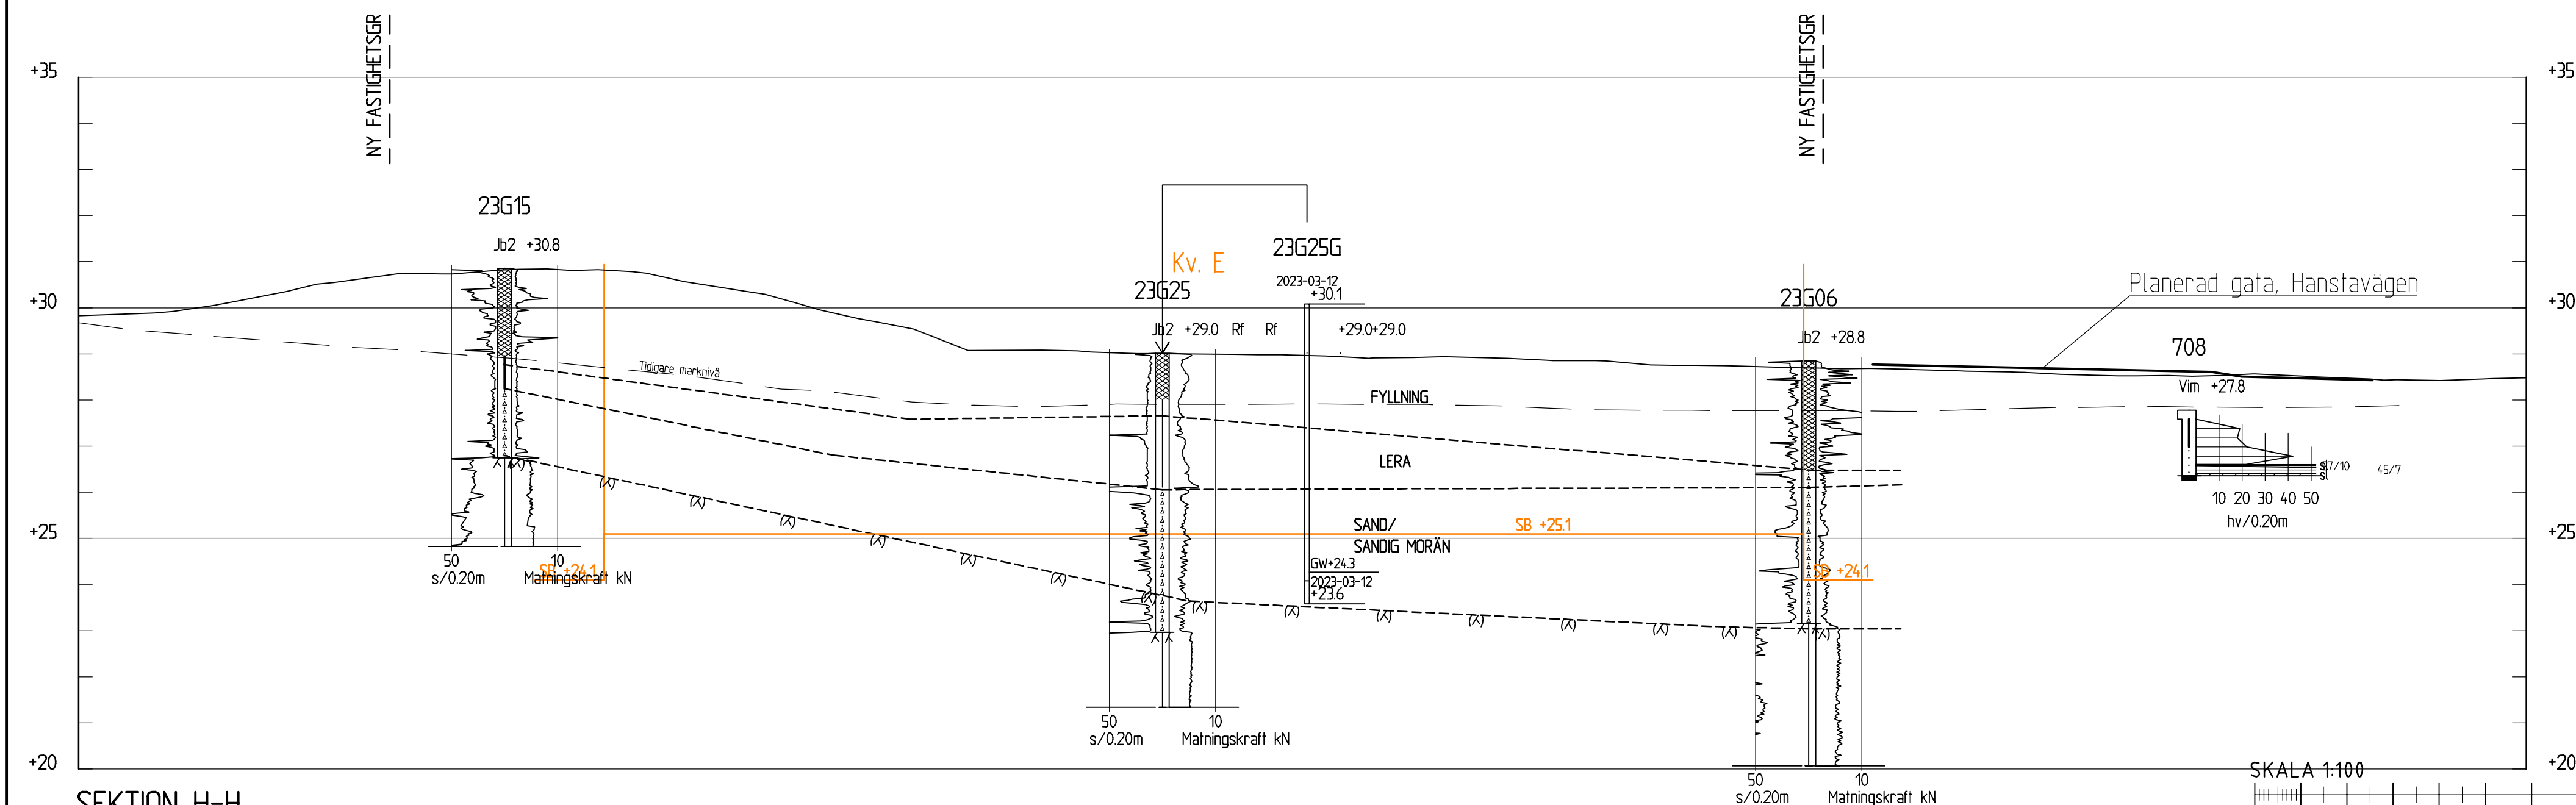 NY FASTIGHETSGR
NY FASTIGHETSGR
+35
+35
23G15
Jb2 +30.8
Kv. E
23G25G
2023-03-12
+30.1
23G25
Jb2 +29.0 Rf Rf +29.0+29.0
23G06
Jb2 +28.8
Planerad gata, Hanstavägen
+30
+30
708
Vim +27.8
Tidigare marknivå
FYLLNING
LERA
17/10
45/7
10 20 30 40 50
hv/0.20m
SAND/
SANDIG MORÄN
SB +25.1
+25
+25
GW+24.3
2023-03-12
+23.6
50 10
s/0.20m Matningskraft kN
SB +24.1
SB +24.1
50 10
s/0.20m Matningskraft kN
+20
+20
50 10
s/0.20m Matningskraft kN
SKALA 1:100
SEKTION H-H